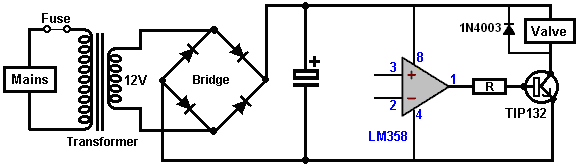 Fuse
Mains
Transformer
12V
Bridge
+
3
+
2
-
8
1
4
LM358
R
1N4003
Valve
TIP132